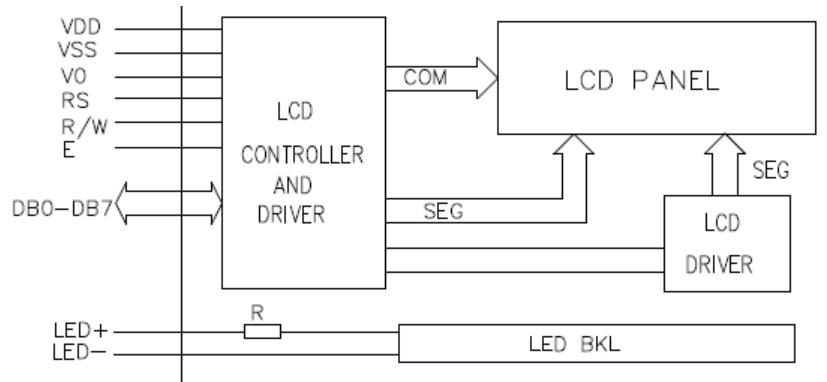 VDD
VSS
VO
RS
R/W
E
DB0-DB7
LCD
CONTROLLER
AND
DRIVER
COM
LCD PANEL
SEG
SEG
LCD
DRIVER
LED+
LED-
R
LED BKL